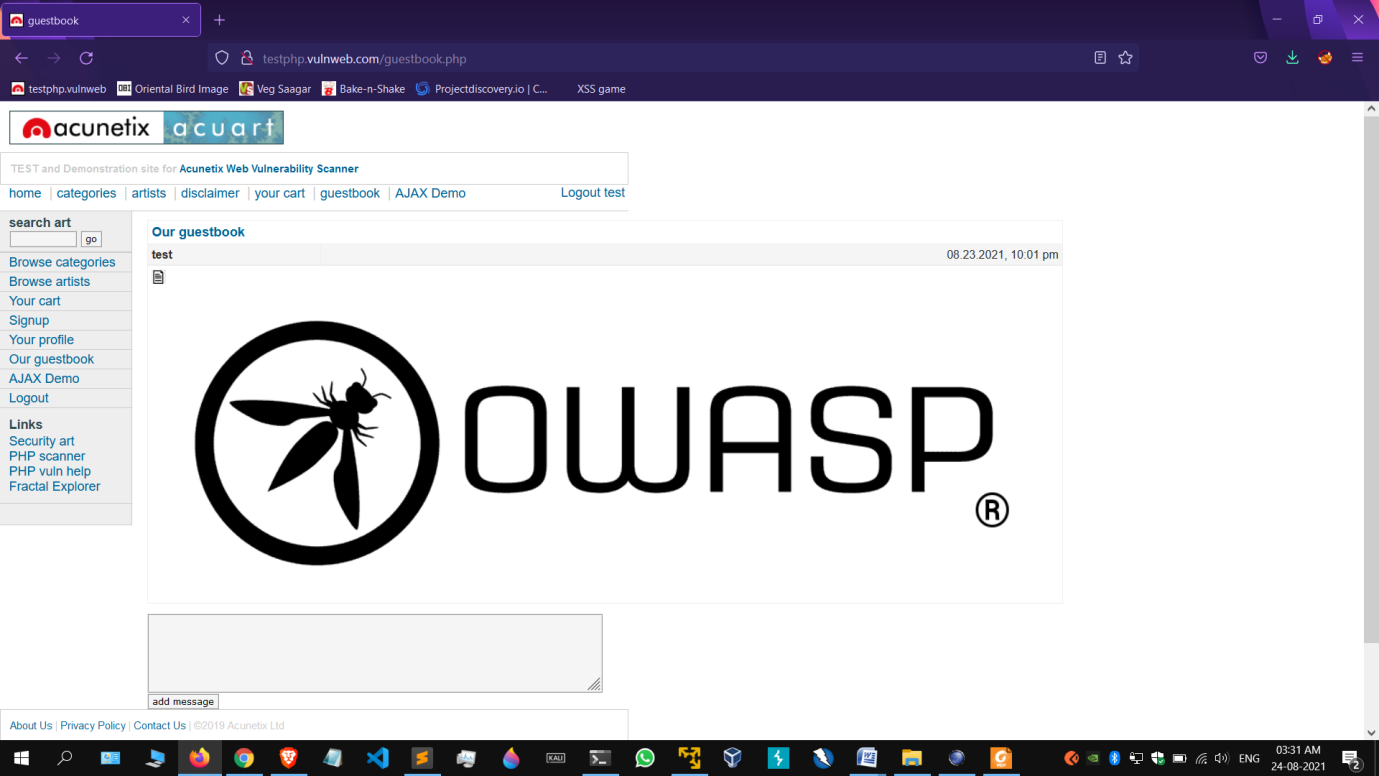 guestbook
testphp.vulnweb.com/guestbook.php
testphp.vulnweb
OBI Oriental Bird Image
Veg Saagar
Bake-n-Shake
Projectdiscovery.io | C...
XSS game
acunetix acuart
TEST and Demonstration site for Acunetix Web Vulnerability Scanner
home | categories | artists | disclaimer | your cart | guestbook | AJAX Demo
Logout test
search art
go
Browse categories
Browse artists
Your cart
Signup
Your profile
Our guestbook
AJAX Demo
Logout
Links
Security art
PHP scanner
PHP vuln help
Fractal Explorer
Our guestbook
test
08.23.2021, 10:01 pm
OWASP
®
add message
About Us | Privacy Policy | Contact Us | ©2019 Acunetix Ltd
KALI
ENG
03:31 AM
24-08-2021
2